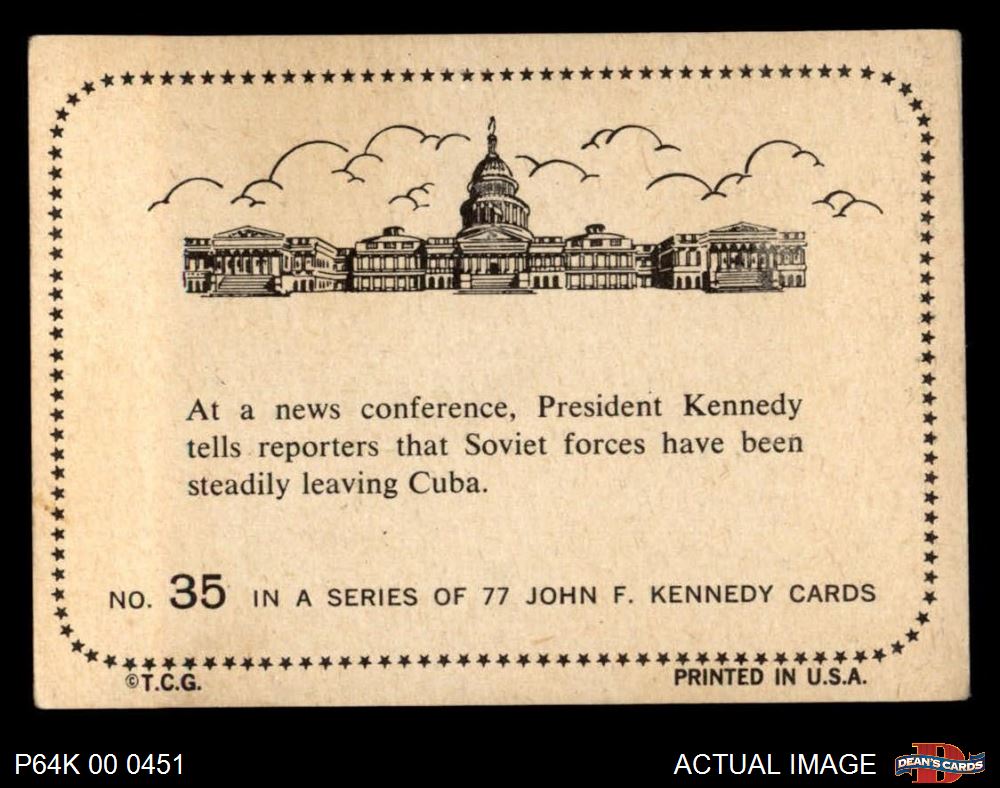 At a news conference, President Kennedy
tells reporters that Soviet forces have been
steadily leaving Cuba.
NO. 35 IN A SERIES OF 77 JOHN F. KENNEDY CARDS
©T.C.G.
PRINTED IN U.S.A.
P64K 00 0451
ACTUAL IMAGE
DEAN'S CARDS